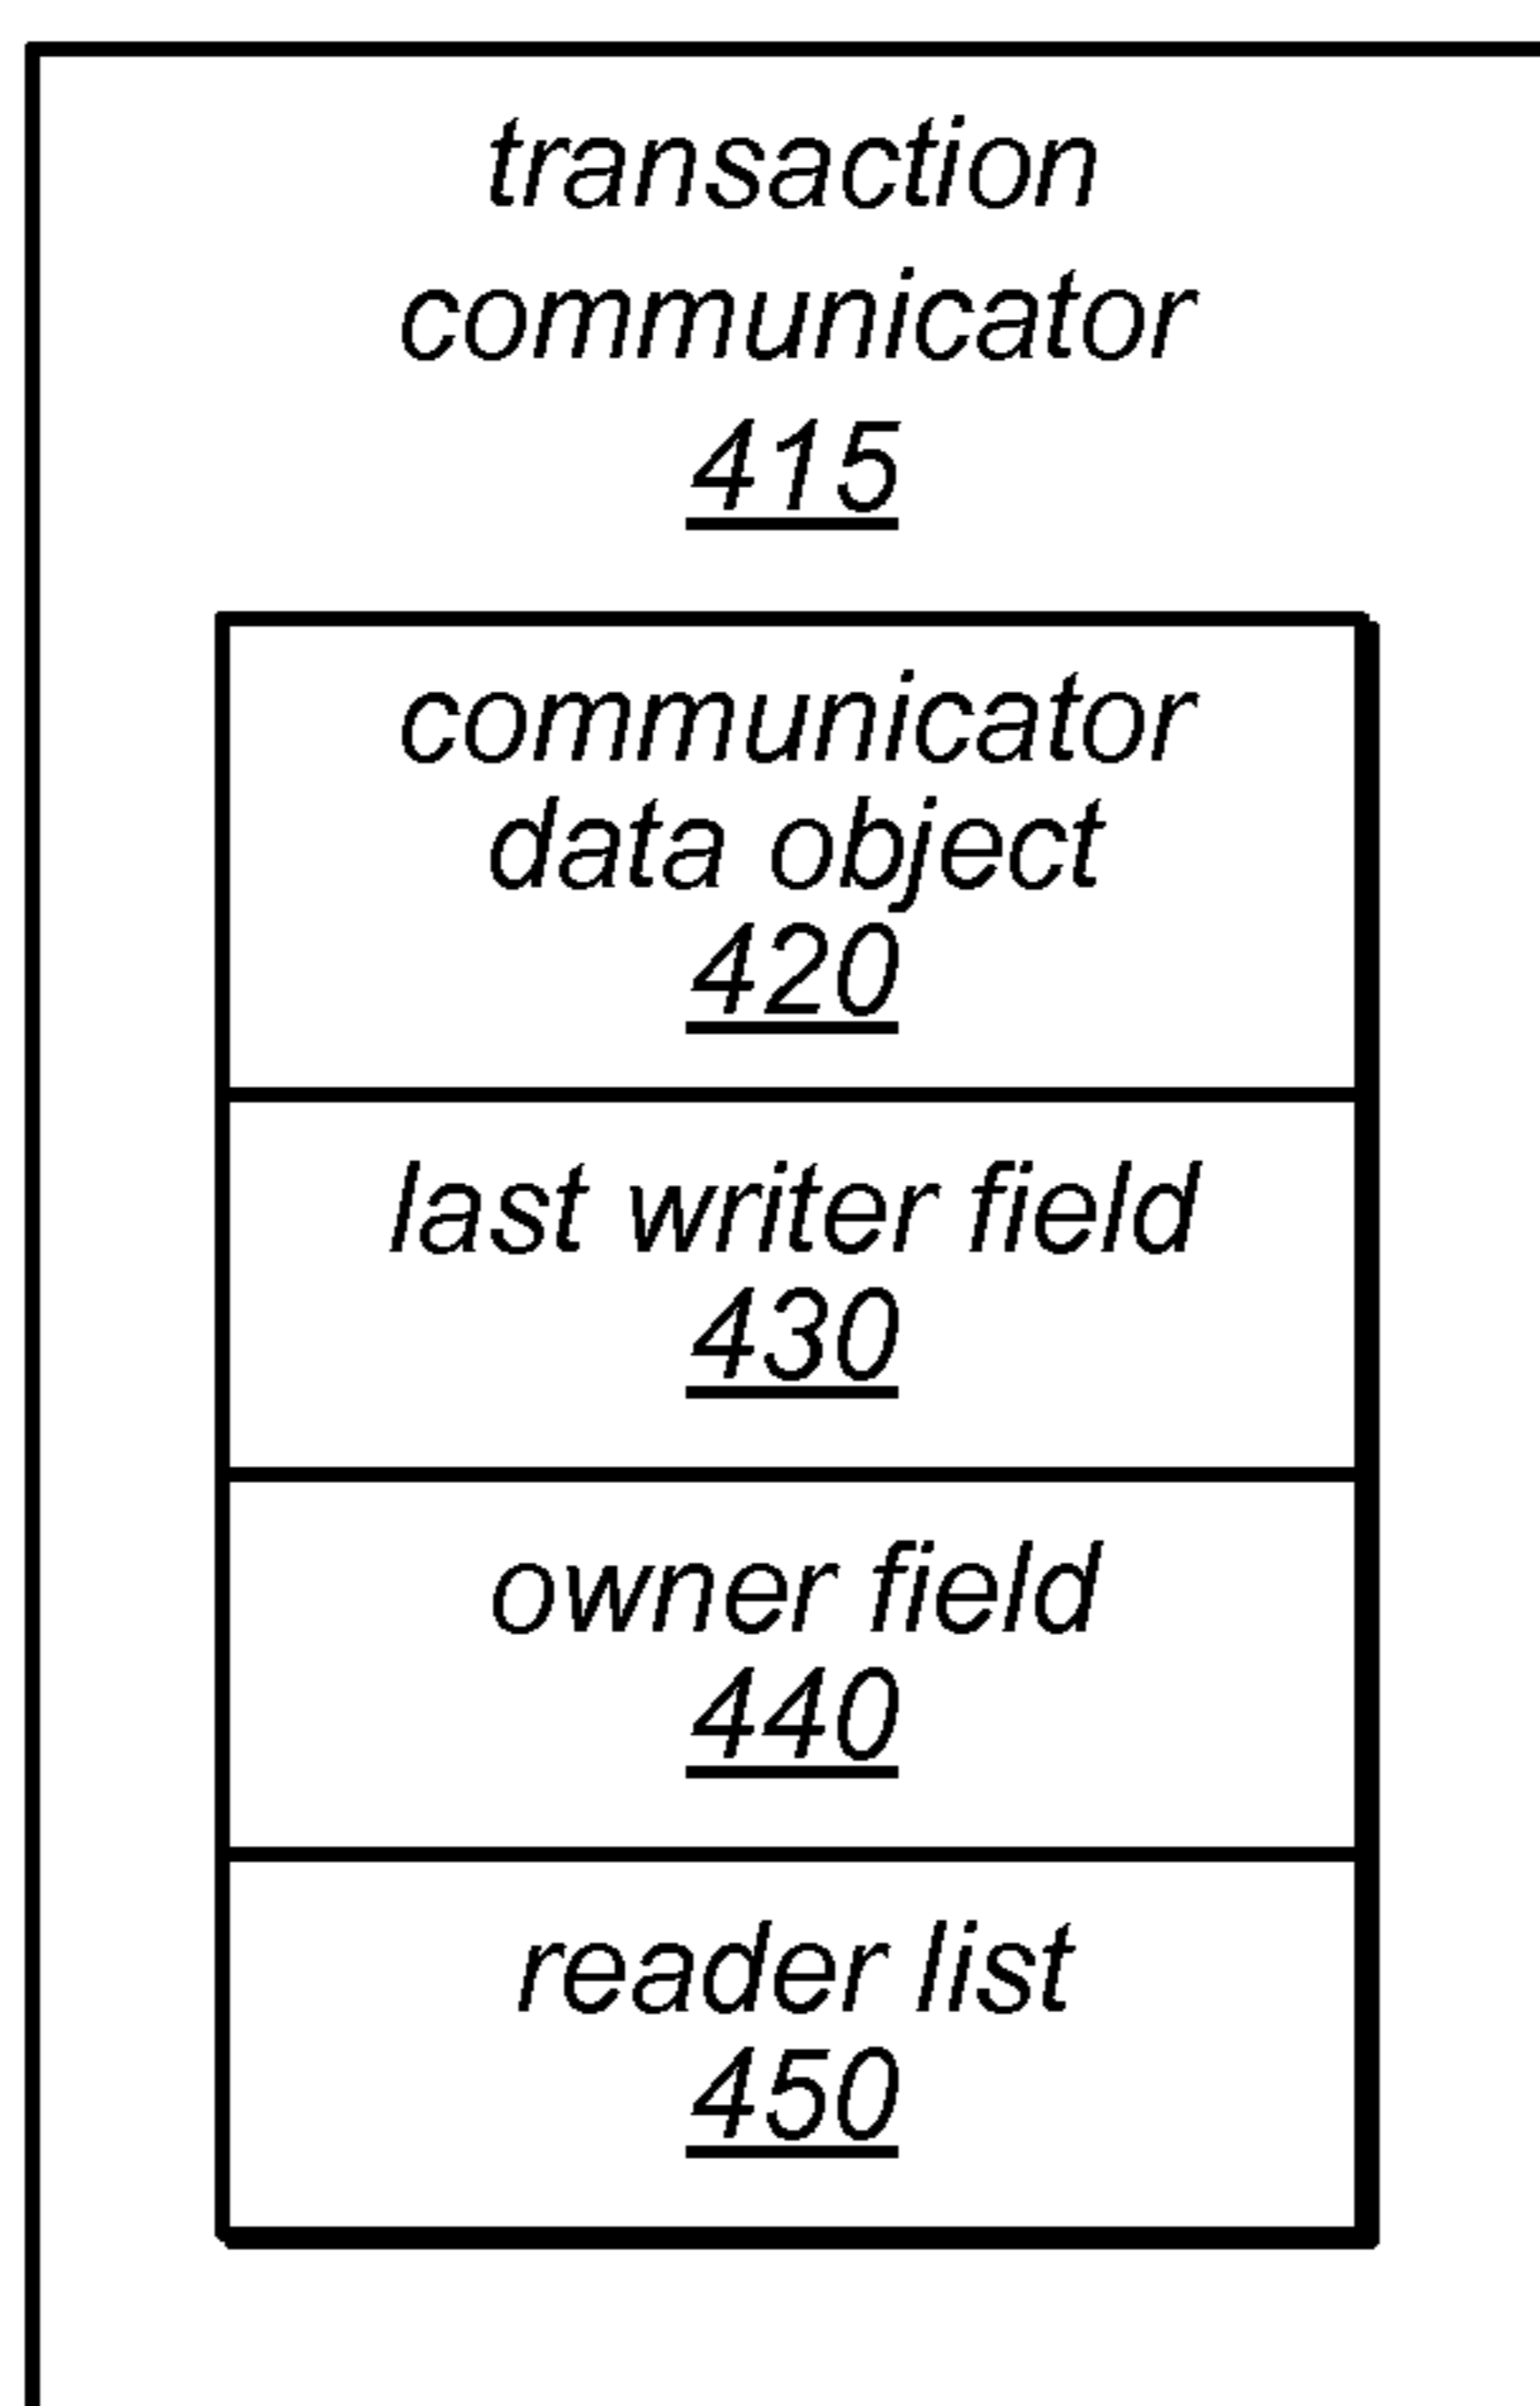 transaction
communicator
415
communicator
data object
420
last writer field
430
owner field
440
reader list
450